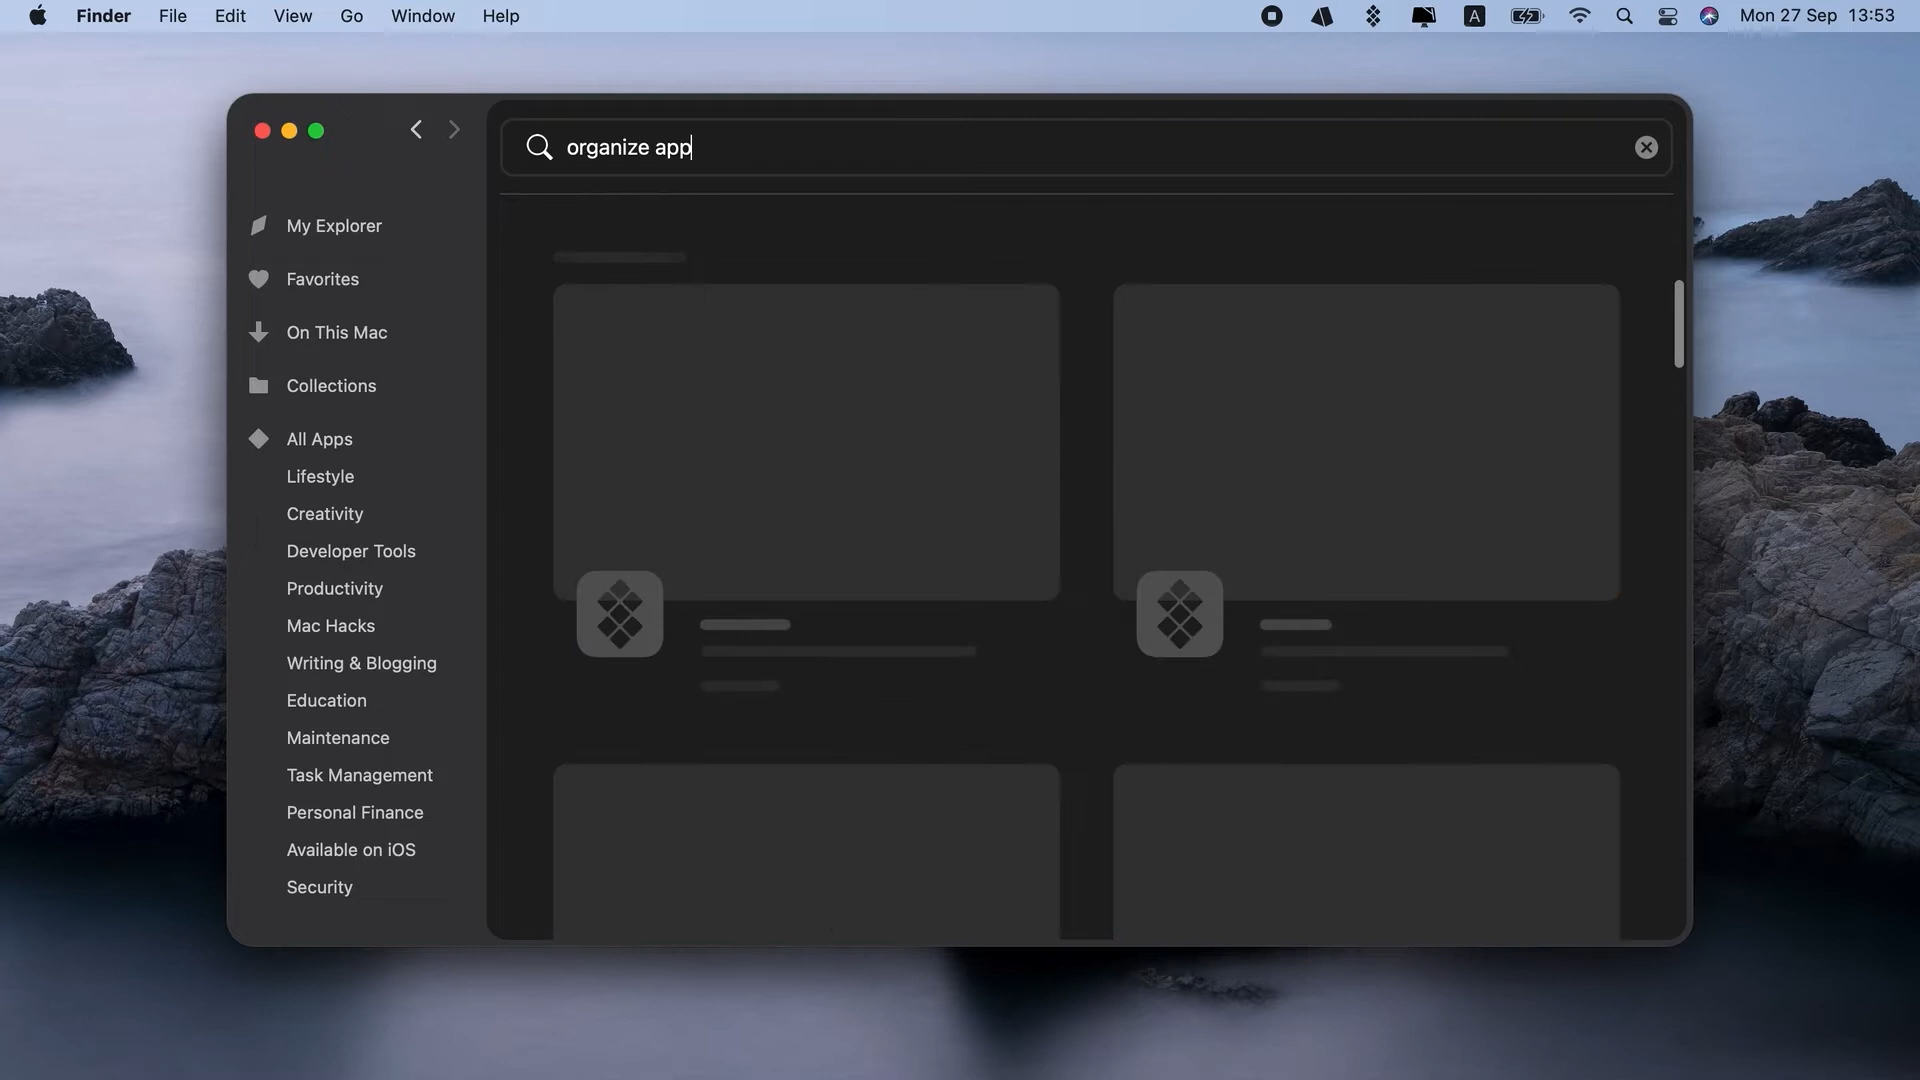 Finder File Edit View Go Window Help
A
Mon 27 Sep 13:53
organize app
My Explorer
Favorites
On This Mac
Collections
All Apps
Lifestyle
Creativity
Developer Tools
Productivity
Mac Hacks
Writing & Blogging
Education
Maintenance
Task Management
Personal Finance
Available on iOS
Security